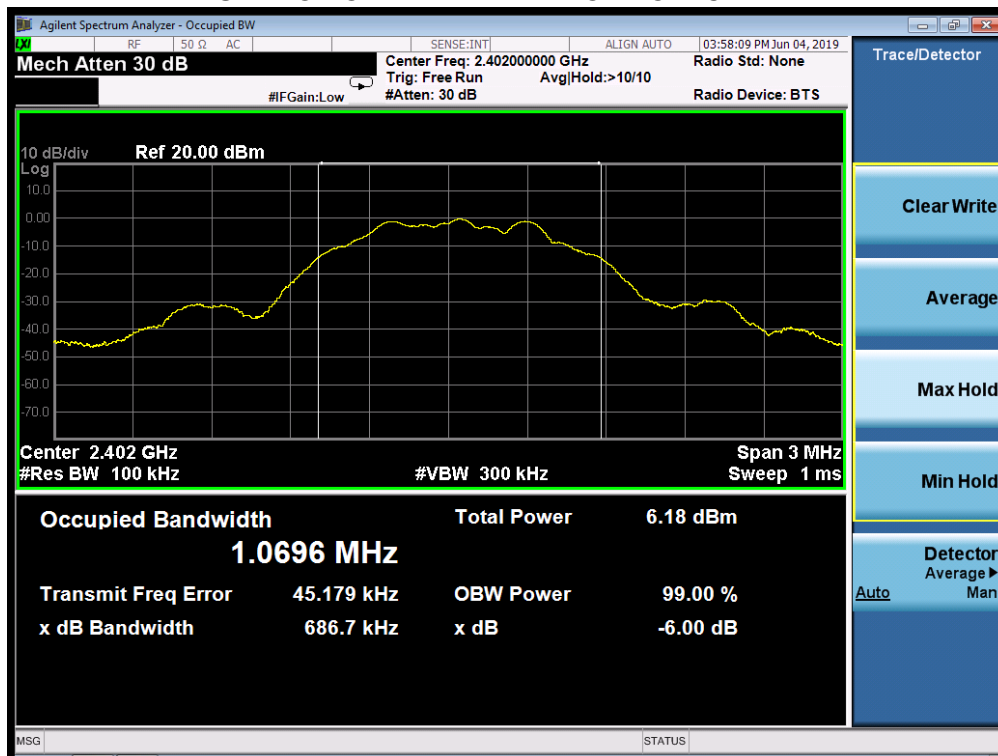 Agilent Spectrum Analyzer - Occupied BW
LXI RF 50 Ω AC SENSE:INT ALIGN AUTO 03:58:09 PM Jun 04, 2019
Mech Atten 30 dB
Center Freq: 2.402000000 GHz Radio Std: None
Trig: Free Run Avg|Hold:>10/10
#IFGain:Low #Atten: 30 dB Radio Device: BTS
Trace/Detector
10 dB/div Ref 20.00 dBm
Log
10.0
0.00
-10.0
-20.0
-30.0
-40.0
-50.0
-60.0
-70.0
Center 2.402 GHz Span 3 MHz
#Res BW 100 kHz #VBW 300 kHz Sweep 1 ms
Occupied Bandwidth Total Power 6.18 dBm
1.0696 MHz
Transmit Freq Error 45.179 kHz OBW Power 99.00 %
x dB Bandwidth 686.7 kHz x dB -6.00 dB
Clear Write
Average
Max Hold
Min Hold
Detector
Average▶
Auto Man
MSG STATUS